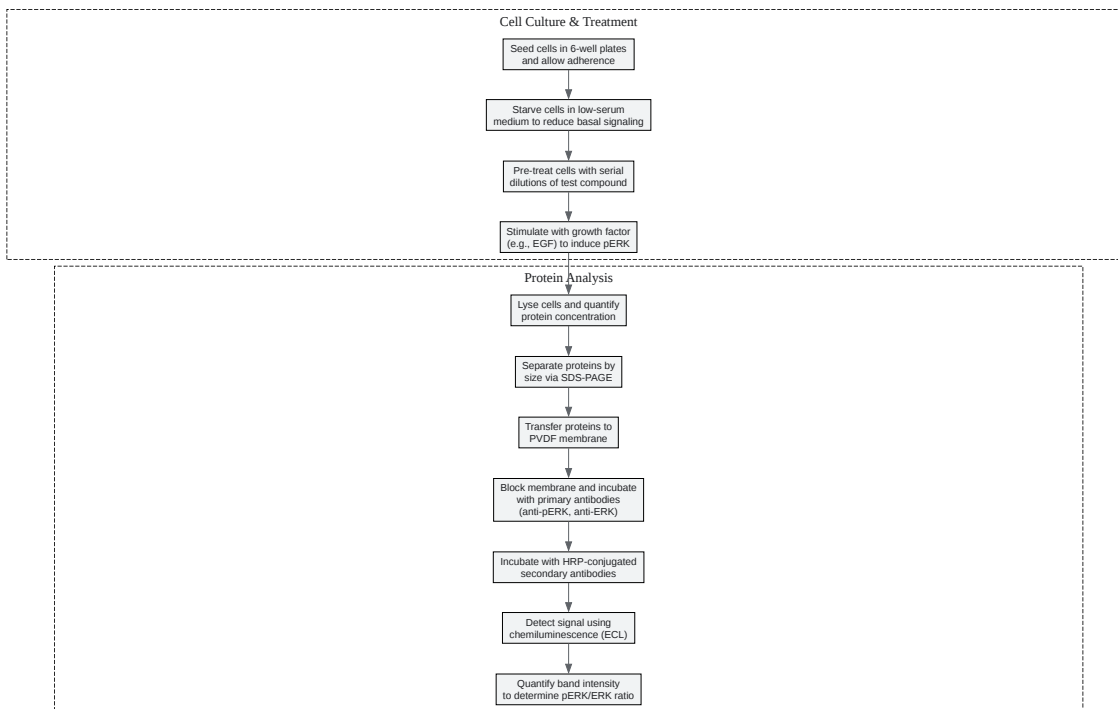 Cell Culture & Treatment
Seed cells in 6-well plates
and allow adherence
Starve cells in low-serum
medium to reduce basal signaling
Pre-treat cells with serial
dilutions of test compound
Stimulate with growth factor
(e.g., EGF) to induce pERK
Protein Analysis
Lyse cells and quantify
protein concentration
Separate proteins by
size via SDS-PAGE
Transfer proteins to
PVDF membrane
Block membrane and incubate
with primary antibodies
(anti-pERK, anti-ERK)
Incubate with HRP-conjugated
secondary antibodies
Detect signal using
chemiluminescence (ECL)
Quantify band intensity
to determine pERK/ERK ratio